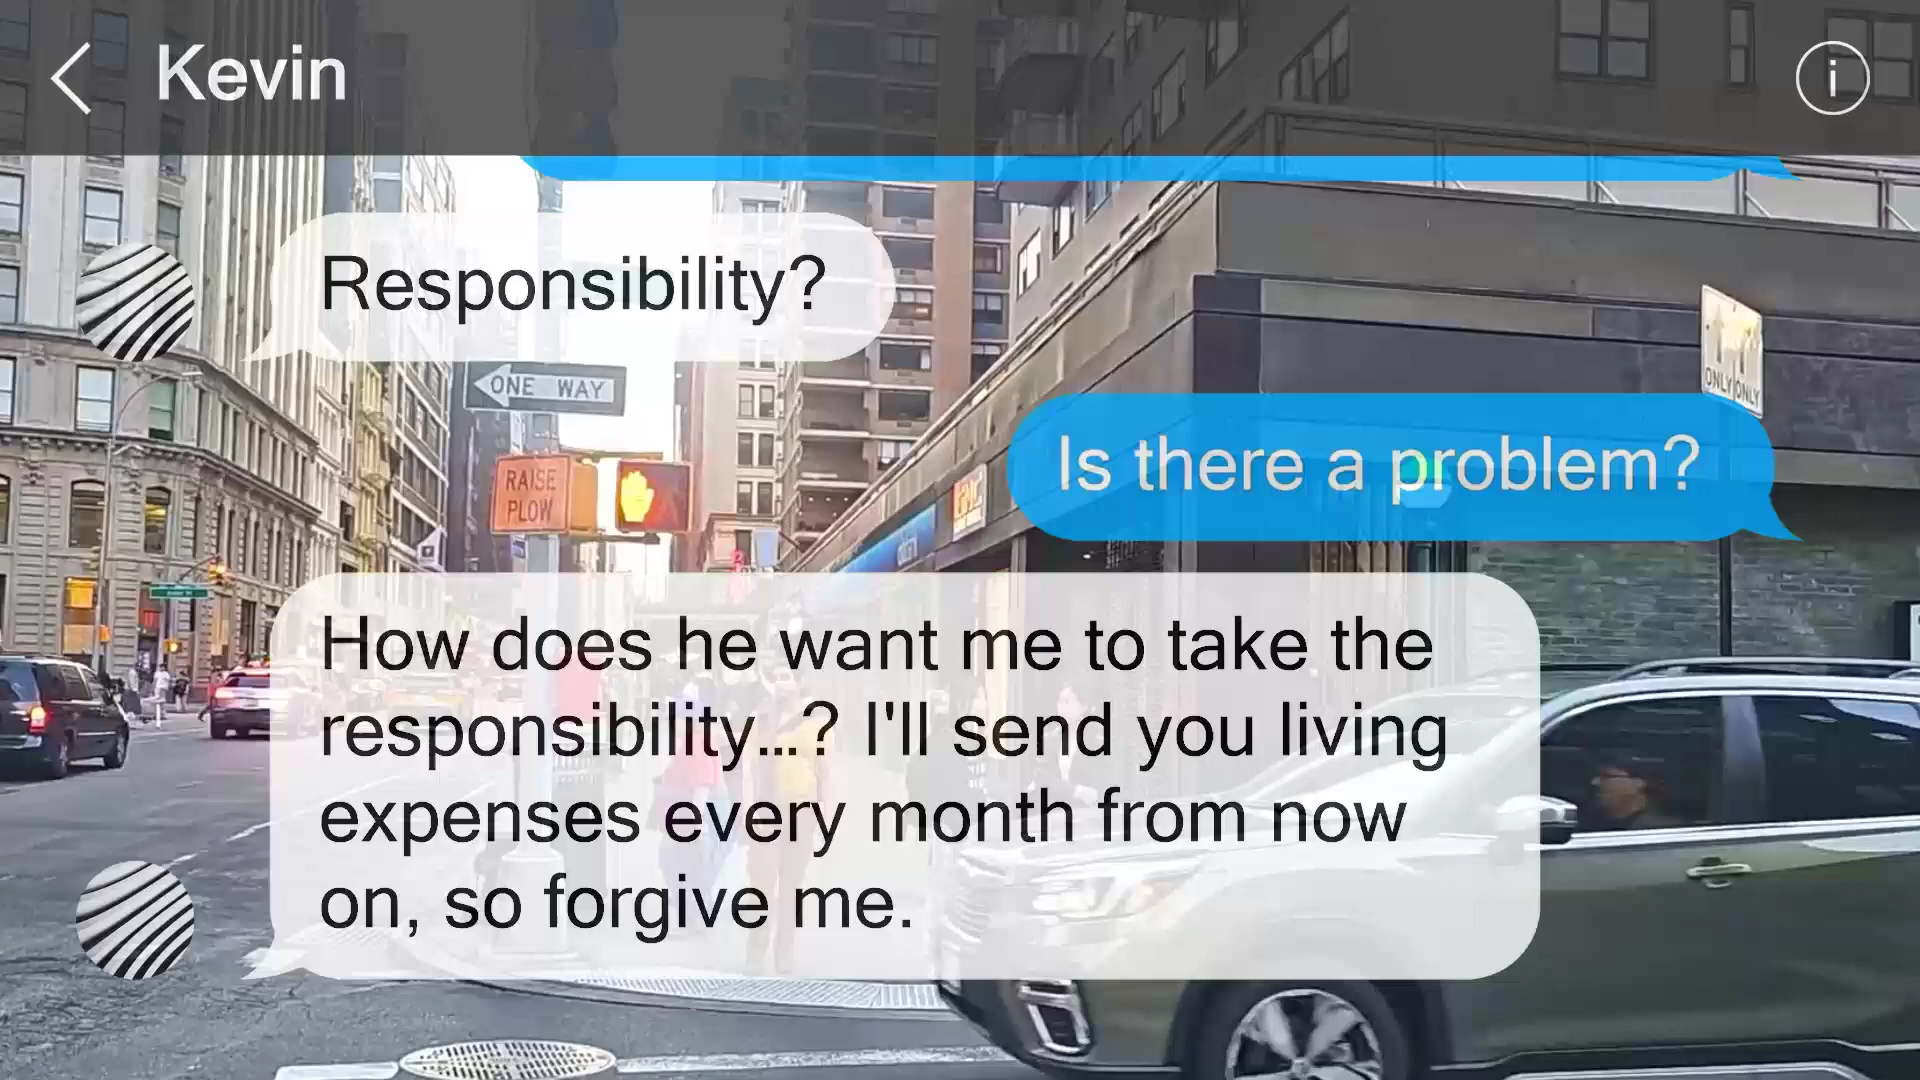 Kevin
i
Responsibility?
ONE WAY
ONLY ONLY
Is there a problem?
RAISE
PLOW
How does he want me to take the
responsibility...? I'll send you living
expenses every month from now
on, so forgive me.